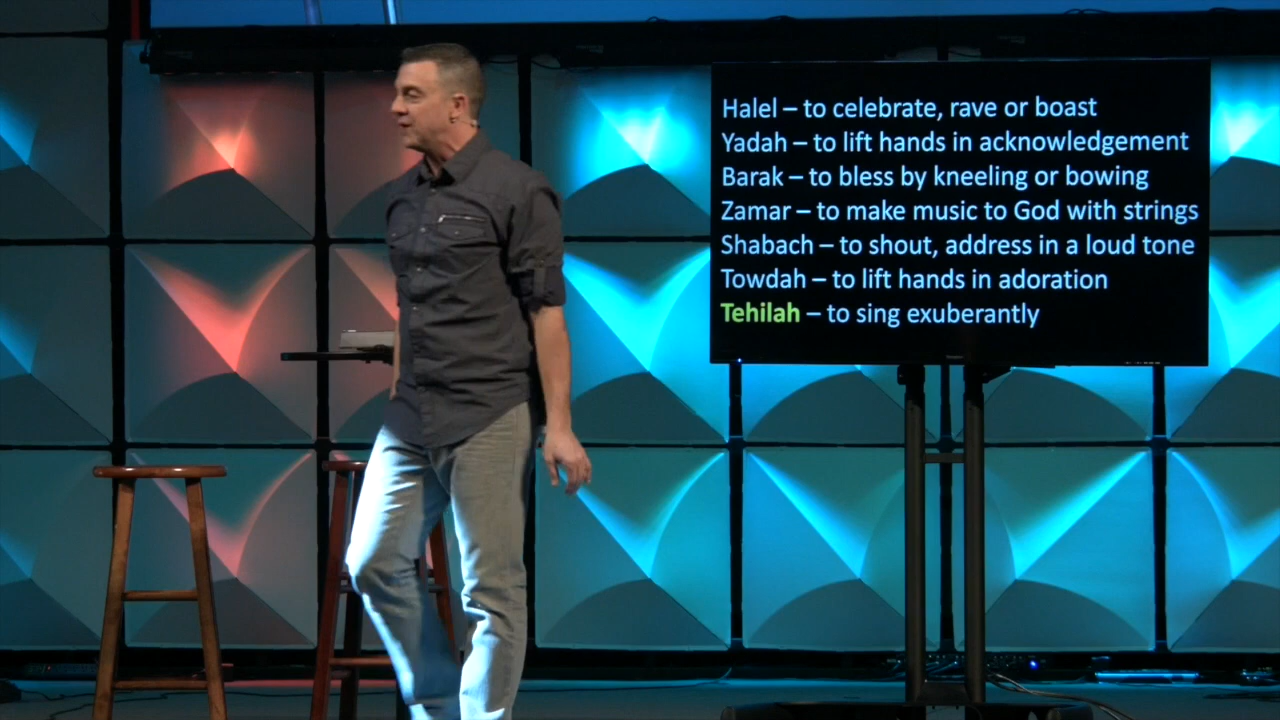 Halel – to celebrate, rave or boast
Yadah – to lift hands in acknowledgement
Barak – to bless by kneeling or bowing
Zamar – to make music to God with strings
Shabach – to shout, address in a loud tone
Towdah – to lift hands in adoration
Tehilah – to sing exuberantly